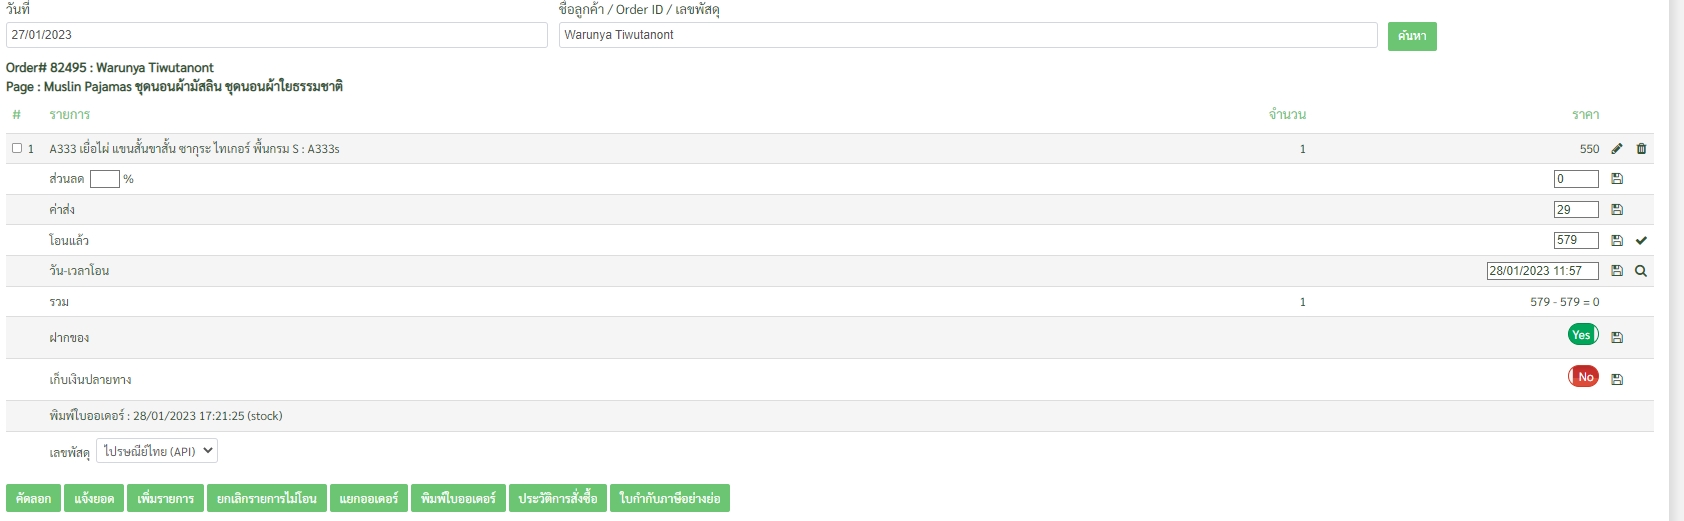 วันที่ ชื่อลูกค้า / Order ID / เลขพัสดุ
27/01/2023 Warunya Tiwutanont ค้นหา
Order# 82495 : Warunya Tiwutanont
Page : Muslin Pajamas ชุดนอนผ้ามัสลิน ชุดนอนผ้าใยธรรมชาติ
# รายการ จำนวน ราคา
1 A333 เยื่อไผ่ แขนสั้นขาสั้น ซากุระ ไทเกอร์ พื้นกรม S : A333s 1 550
ส่วนลด % 0
ค่าส่ง 29
โอนแล้ว 579
วัน-เวลาโอน 28/01/2023 11:57
รวม 1 579 - 579 = 0
ฝากของ Yes
เก็บเงินปลายทาง No
พิมพ์ใบออเดอร์ : 28/01/2023 17:21:25 (stock)
เลขพัสดุ ไปรษณีย์ไทย (API)
คัดลอก แจ้งยอด เพิ่มรายการ ยกเลิกรายการไม่โอน แยกออเดอร์ พิมพ์ใบออเดอร์ ประวัติการสั่งซื้อ ใบกำกับภาษีอย่างย่อ